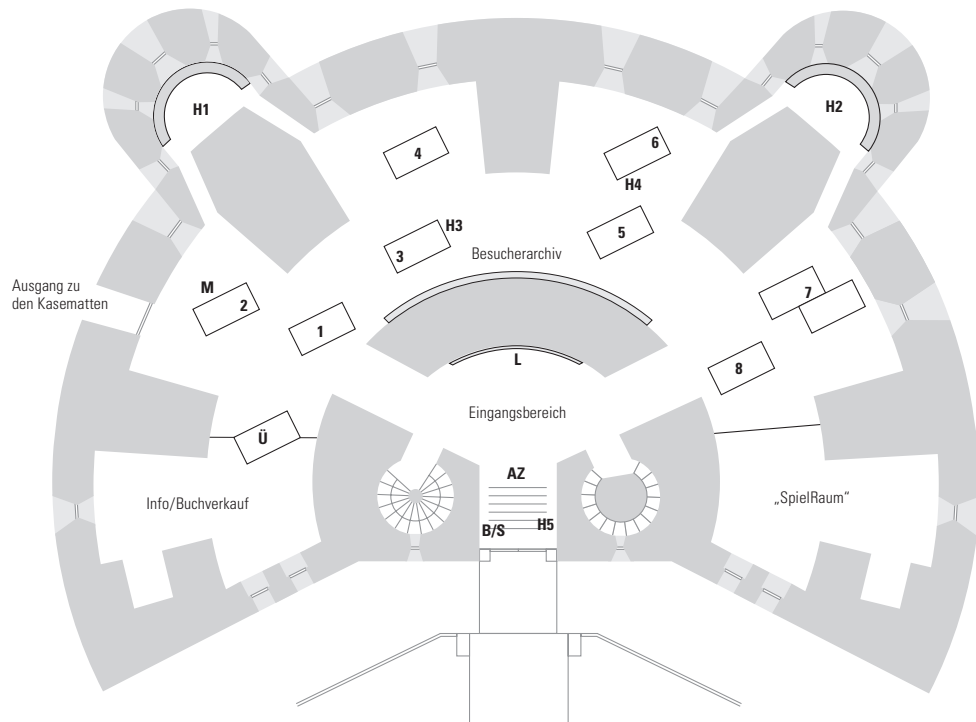 H1
H2
4
6
H4
H3
5
3
Besucherarchiv
Ausgang zu
den Kasematten
M
2
7
1
L
8
Eingangsbereich
Ü
AZ
Info/Buchverkauf
„SpielRaum“
B/S
H5